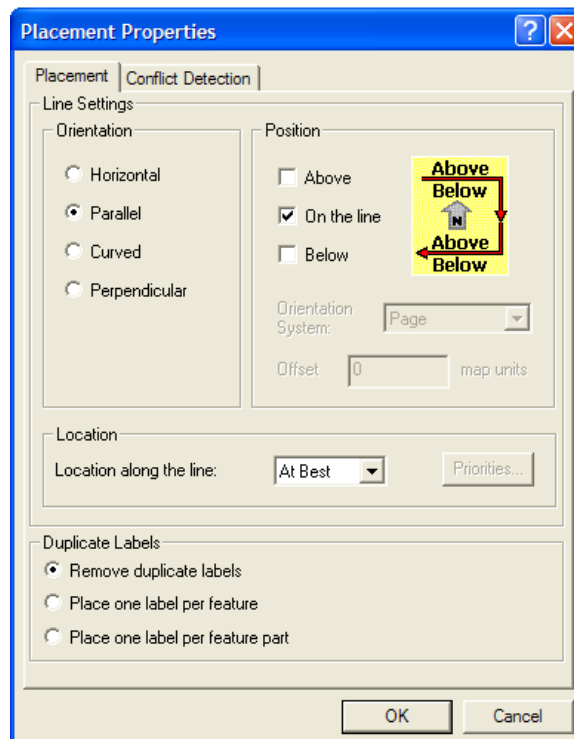 Placement Properties
Placement
Conflict Detection
Line Settings
Orientation
Horizontal
Parallel
Curved
Perpendicular
Position
Above
On the line
Below
Above
Below
N
Above
Below
Orientation
System:
Page
Offset
0
map units
Location
Location along the line:
At Best
Priorities...
Duplicate Labels
Remove duplicate labels
Place one label per feature
Place one label per feature part
OK
Cancel